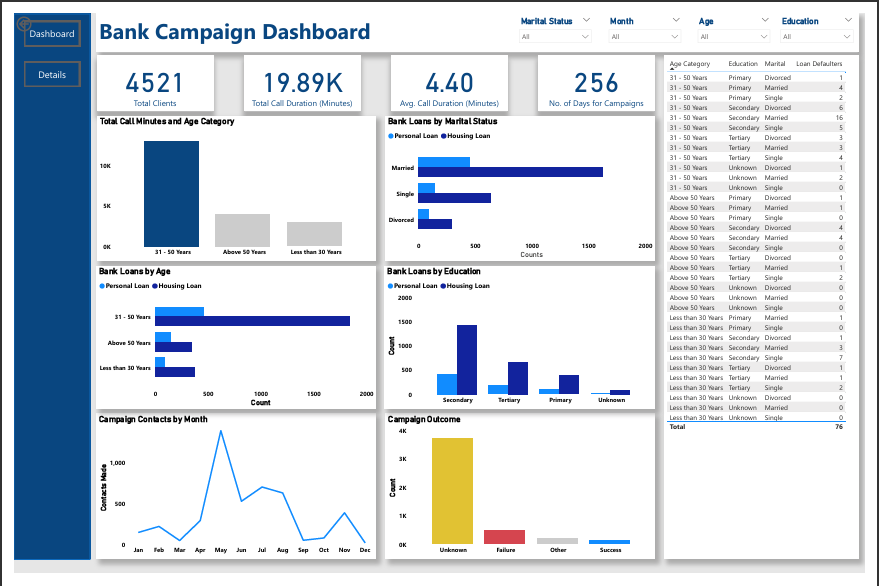 Dashboard
Details
Bank Campaign Dashboard
Marital Status
All
Month
All
Age
All
Education
All
4521
Total Clients
19.89K
Total Call Duration (Minutes)
4.40
Avg. Call Duration (Minutes)
256
No. of Days for Campaigns
Total Call Minutes and Age Category
10K
5K
0K
31 - 50 Years Above 50 Years Less than 30 Years
Bank Loans by Marital Status
Personal Loan Housing Loan
Married
Single
Divorced
0 500 1000 1500 2000
Counts
Bank Loans by Age
Personal Loan Housing Loan
31 - 50 Years
Above 50 Years
Less than 30 Years
0 500 1000 1500 2000
Count
Bank Loans by Education
Personal Loan Housing Loan
Count
2000
1500
500
0
Secondary Tertiary Primary Unknown
Campaign Contacts by Month
Contacts Made
1,000
500
0
Jan Feb Mar Apr May Jun Jul Aug Sep Oct Nov Dec
Campaign Outcome
Count
4K
3K
2K
1K
0K
Unknown Failure Other Success
Age Category Education Marital Loan Defaulters
31 - 50 Years Primary Divorced 1
31 - 50 Years Primary Married 4
31 - 50 Years Primary Single 2
31 - 50 Years Secondary Divorced 6
31 - 50 Years Secondary Married 16
31 - 50 Years Secondary Single 5
31 - 50 Years Tertiary Divorced 3
31 - 50 Years Tertiary Married 3
31 - 50 Years Tertiary Single 4
31 - 50 Years Unknown Divorced 1
31 - 50 Years Unknown Married 2
31 - 50 Years Unknown Single 0
Above 50 Years Primary Divorced 1
Above 50 Years Primary Married 1
Above 50 Years Primary Single 0
Above 50 Years Secondary Divorced 4
Above 50 Years Secondary Married 4
Above 50 Years Secondary Single 0
Above 50 Years Tertiary Divorced 0
Above 50 Years Tertiary Married 1
Above 50 Years Tertiary Single 2
Above 50 Years Unknown Divorced 0
Above 50 Years Unknown Married 0
Above 50 Years Unknown Single 0
Less than 30 Years Primary Married 1
Less than 30 Years Primary Single 0
Less than 30 Years Secondary Divorced 1
Less than 30 Years Secondary Married 3
Less than 30 Years Secondary Single 7
Less than 30 Years Tertiary Divorced 1
Less than 30 Years Tertiary Married 1
Less than 30 Years Tertiary Single 2
Less than 30 Years Unknown Divorced 0
Less than 30 Years Unknown Married 0
Less than 30 Years Unknown Single 0
Total 76